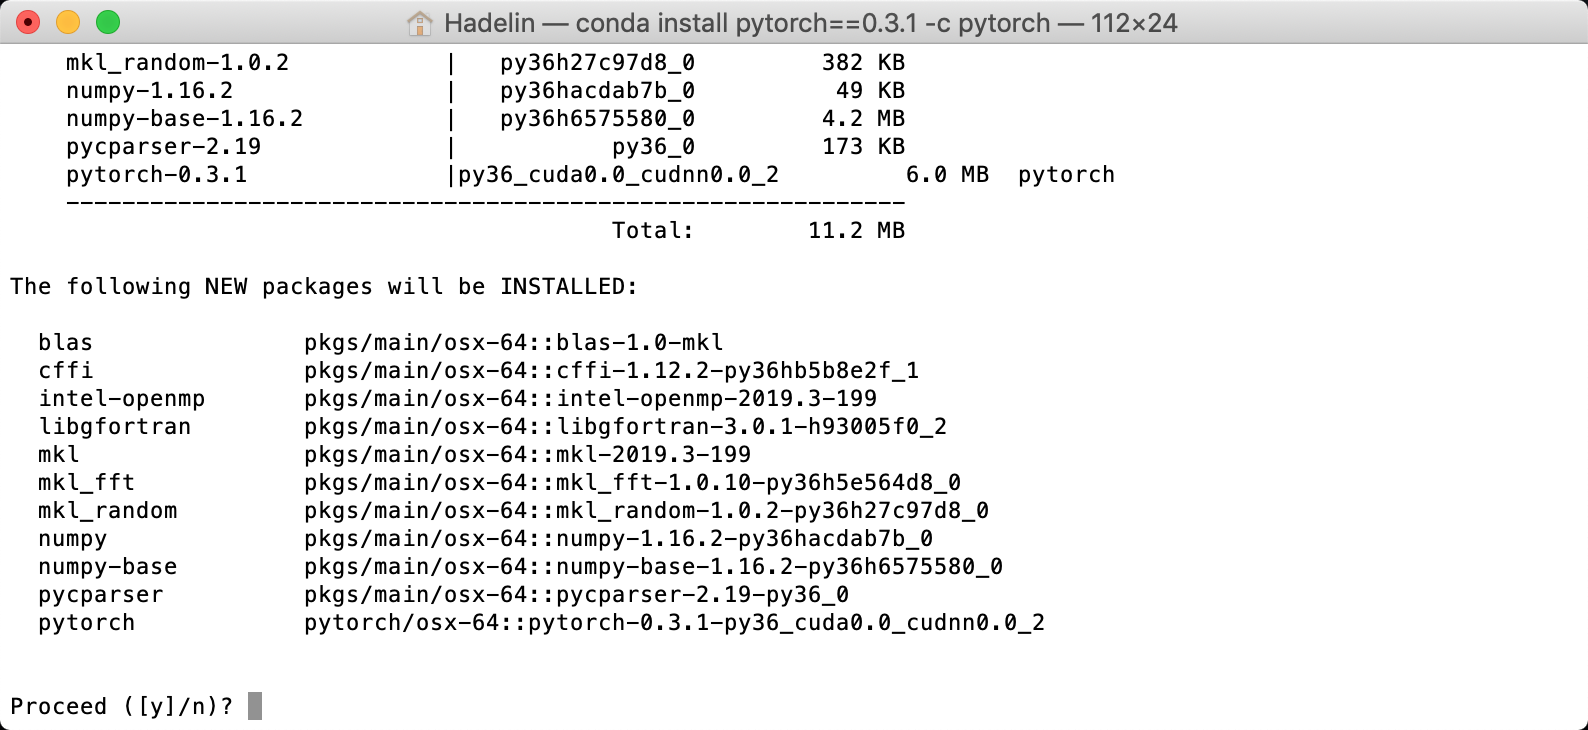 Hadelin — conda install pytorch==0.3.1 -c pytorch — 112×24
mkl_random-1.0.2 | py36h27c97d8_0 382 KB
numpy-1.16.2 | py36hacdab7b_0 49 KB
numpy-base-1.16.2 | py36h6575580_0 4.2 MB
pycparser-2.19 | py36_0 173 KB
pytorch-0.3.1 |py36_cuda0.0_cudnn0.0_2 6.0 MB pytorch
------------------------------------------------------------
Total: 11.2 MB
The following NEW packages will be INSTALLED:
blas pkgs/main/osx-64::blas-1.0-mkl
cffi pkgs/main/osx-64::cffi-1.12.2-py36hb5b8e2f_1
intel-openmp pkgs/main/osx-64::intel-openmp-2019.3-199
libgfortran pkgs/main/osx-64::libgfortran-3.0.1-h93005f0_2
mkl pkgs/main/osx-64::mkl-2019.3-199
mkl_fft pkgs/main/osx-64::mkl_fft-1.0.10-py36h5e564d8_0
mkl_random pkgs/main/osx-64::mkl_random-1.0.2-py36h27c97d8_0
numpy pkgs/main/osx-64::numpy-1.16.2-py36hacdab7b_0
numpy-base pkgs/main/osx-64::numpy-base-1.16.2-py36h6575580_0
pycparser pkgs/main/osx-64::pycparser-2.19-py36_0
pytorch pytorch/osx-64::pytorch-0.3.1-py36_cuda0.0_cudnn0.0_2
Proceed ([y]/n)?